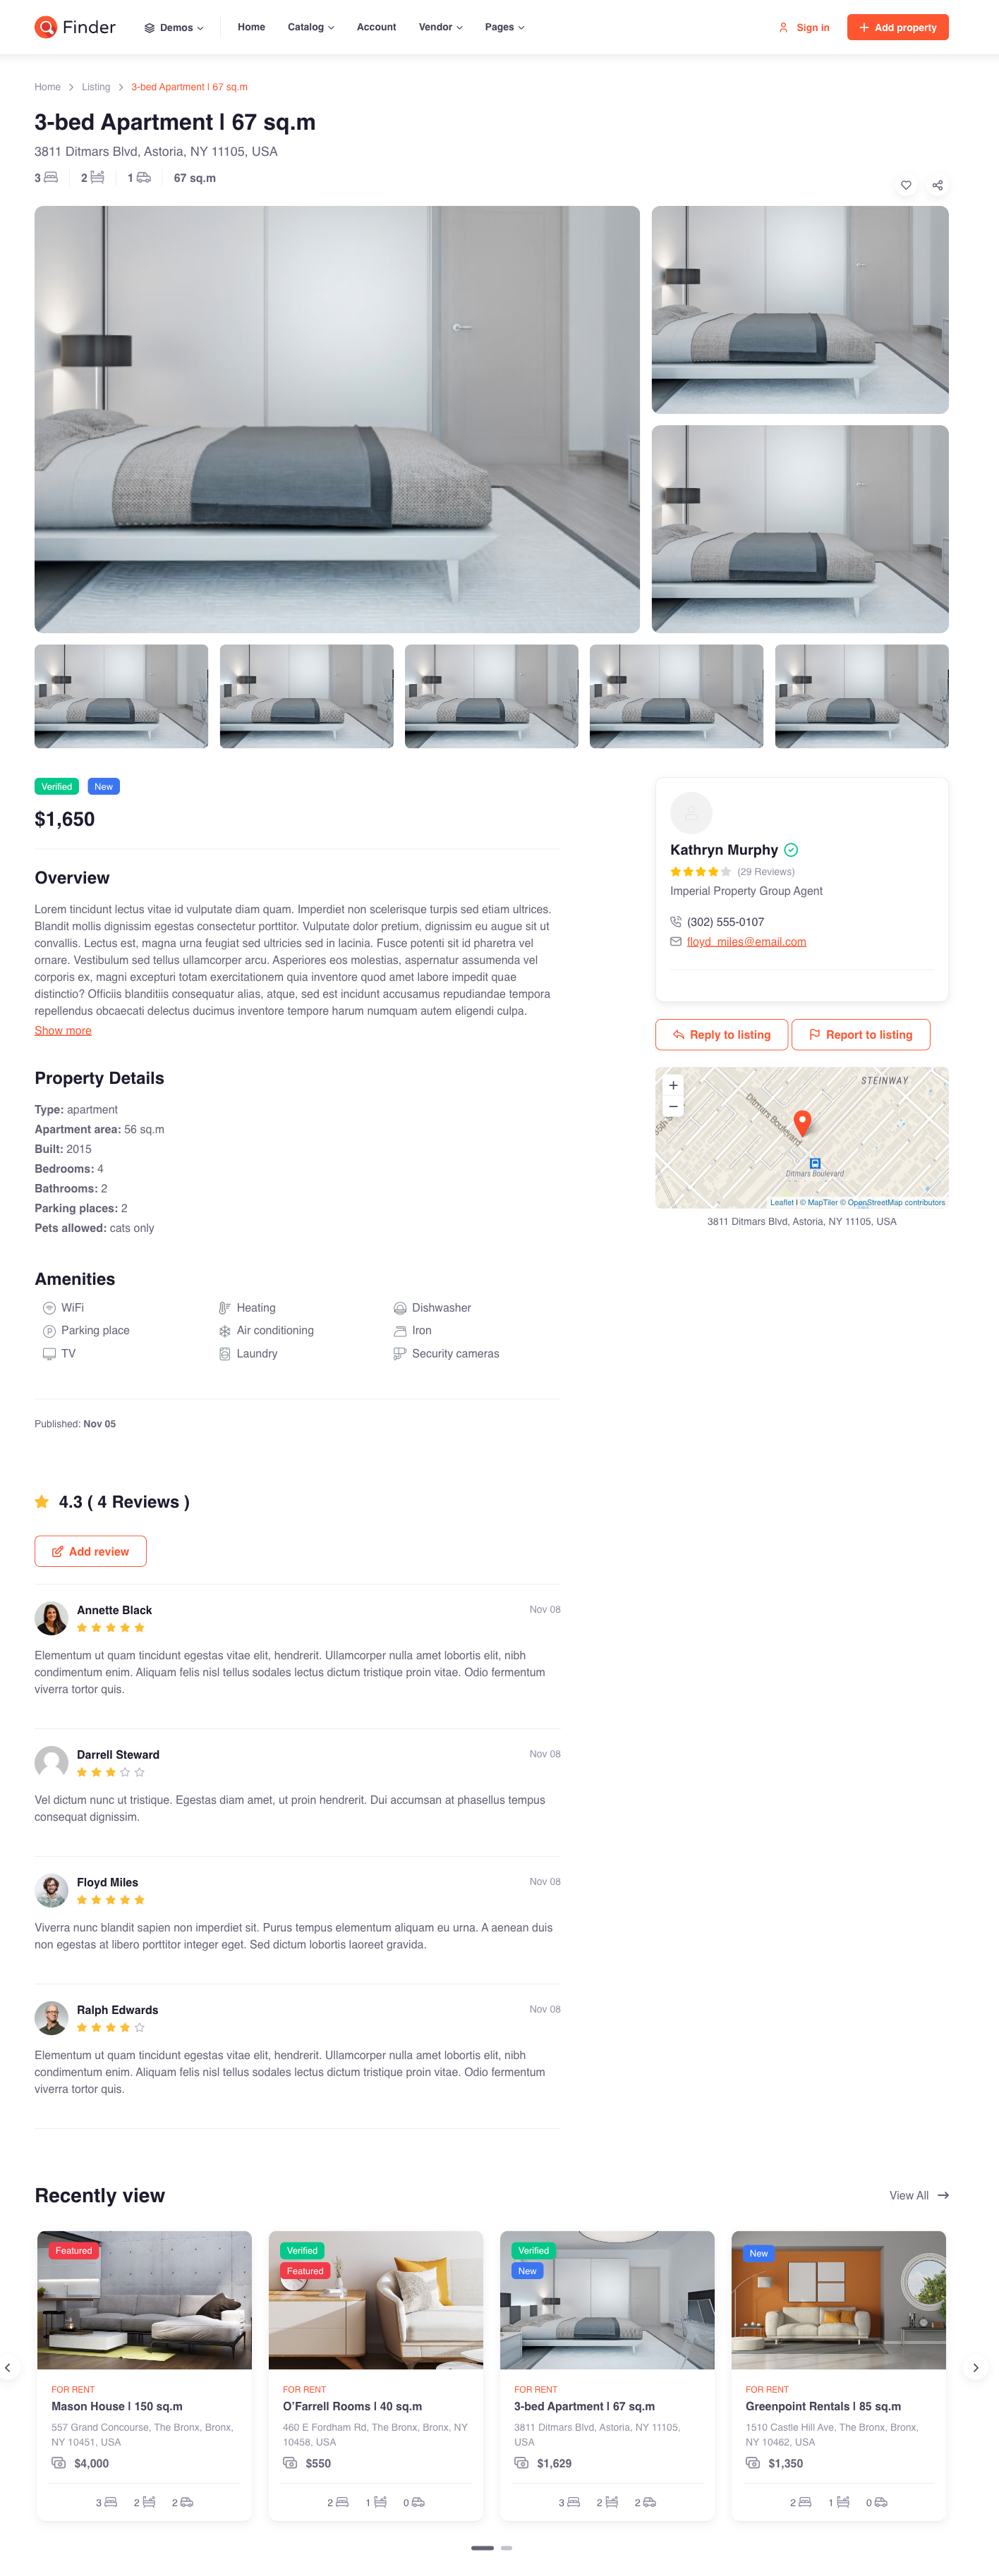 Finder
Demos
Home
Catalog
Account
Vendor
Pages
Sign in
Add property
Home
Listing
3-bed Apartment | 67 sq.m
3-bed Apartment | 67 sq.m
3811 Ditmars Blvd, Astoria, NY 11105, USA
3
2
1
67 sq.m
Verified
New
$1,650
Overview
Lorem tincidunt lectus vitae id vulputate diam quam. Imperdiet non scelerisque turpis sed etiam ultrices.
Blandit mollis dignissim egestas consectetur porttitor. Vulputate dolor pretium, dignissim eu augue sit ut
convallis. Lectus est, magna urna feugiat sed ultricies sed in lacinia. Fusce potenti sit id pharetra vel
ornare. Vestibulum sed tellus ullamcorper arcu. Asperiores eos molestias, aspernatur assumenda vel
corporis ex, magni excepturi totam exercitationem quia inventore quod amet labore impedit quae
distinctio? Officiis blanditiis consequatur alias, atque, sed est incidunt accusamus repudiandae tempora
repellendus obcaecati delectus ducimus inventore tempore harum numquam autem eligendi culpa.
Show more
Property Details
Type: apartment
Apartment area: 56 sq.m
Built: 2015
Bedrooms: 4
Bathrooms: 2
Parking places: 2
Pets allowed: cats only
Amenities
WiFi
Heating
Dishwasher
Parking place
Air conditioning
Iron
TV
Laundry
Security cameras
Published: Nov 05
Kathryn Murphy
(29 Reviews)
Imperial Property Group Agent
(302) 555-0107
floyd_miles@email.com
Reply to listing
Report to listing
+
−
STEINWAY
Ditmars Boulevard
Ditmars Boulevard
Leaflet | © MapTiler © OpenStreetMap contributors
3811 Ditmars Blvd, Astoria, NY 11105, USA
4.3 ( 4 Reviews )
Add review
Annette Black
Nov 08
Elementum ut quam tincidunt egestas vitae elit, hendrerit. Ullamcorper nulla amet lobortis elit, nibh
condimentum enim. Aliquam felis nisl tellus sodales lectus dictum tristique proin vitae. Odio fermentum
viverra tortor quis.
Darrell Steward
Nov 08
Vel dictum nunc ut tristique. Egestas diam amet, ut proin hendrerit. Dui accumsan at phasellus tempus
consequat dignissim.
Floyd Miles
Nov 08
Viverra nunc blandit sapien non imperdiet sit. Purus tempus elementum aliquam eu urna. A aenean duis
non egestas at libero porttitor integer eget. Sed dictum lobortis laoreet gravida.
Ralph Edwards
Nov 08
Elementum ut quam tincidunt egestas vitae elit, hendrerit. Ullamcorper nulla amet lobortis elit, nibh
condimentum enim. Aliquam felis nisl tellus sodales lectus dictum tristique proin vitae. Odio fermentum
viverra tortor quis.
Recently view
View All
Featured
FOR RENT
Mason House | 150 sq.m
557 Grand Concourse, The Bronx, Bronx,
NY 10451, USA
$4,000
3
2
2
Verified
Featured
FOR RENT
O'Farrell Rooms | 40 sq.m
460 E Fordham Rd, The Bronx, Bronx, NY
10458, USA
$550
2
1
0
Verified
New
FOR RENT
3-bed Apartment | 67 sq.m
3811 Ditmars Blvd, Astoria, NY 11105,
USA
$1,629
3
2
2
New
FOR RENT
Greenpoint Rentals | 85 sq.m
1510 Castle Hill Ave, The Bronx, Bronx,
NY 10462, USA
$1,350
2
1
0